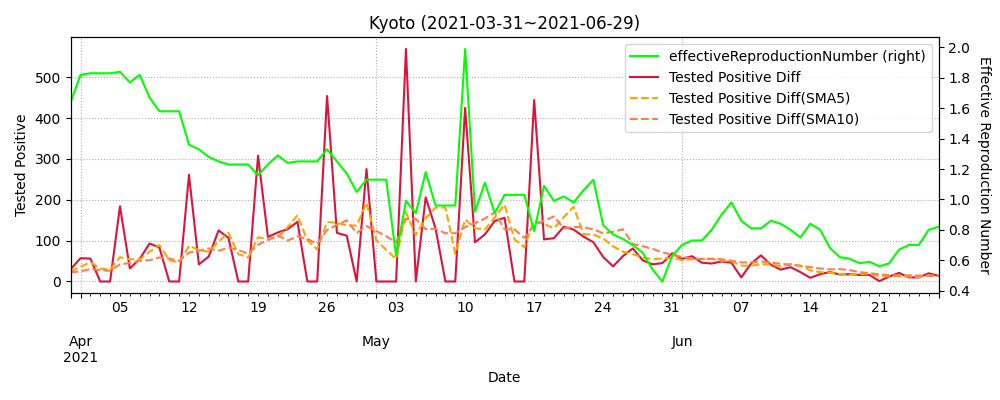 Kyoto (2021-03-31~2021-06-29)
effectiveReproductionNumber (right)
Tested Positive Diff
Tested Positive Diff(SMA5)
Tested Positive Diff(SMA10)
Tested Positive
500
400
300
200
100
0
Effective Reproduction Number
2.0
1.8
1.6
1.4
1.2
1.0
0.8
0.6
0.4
05 12 19 26 03 10 17 24 31 07 14 21
Apr May Jun
2021
Date